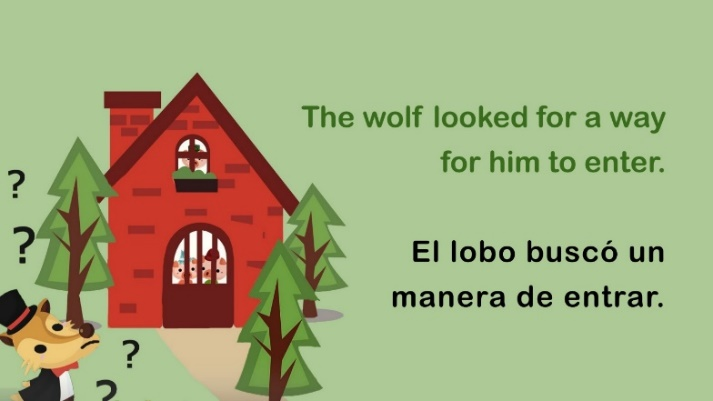 The wolf looked for a way
for him to enter.
El lobo buscó un
manera de entrar.
?
?
?
?